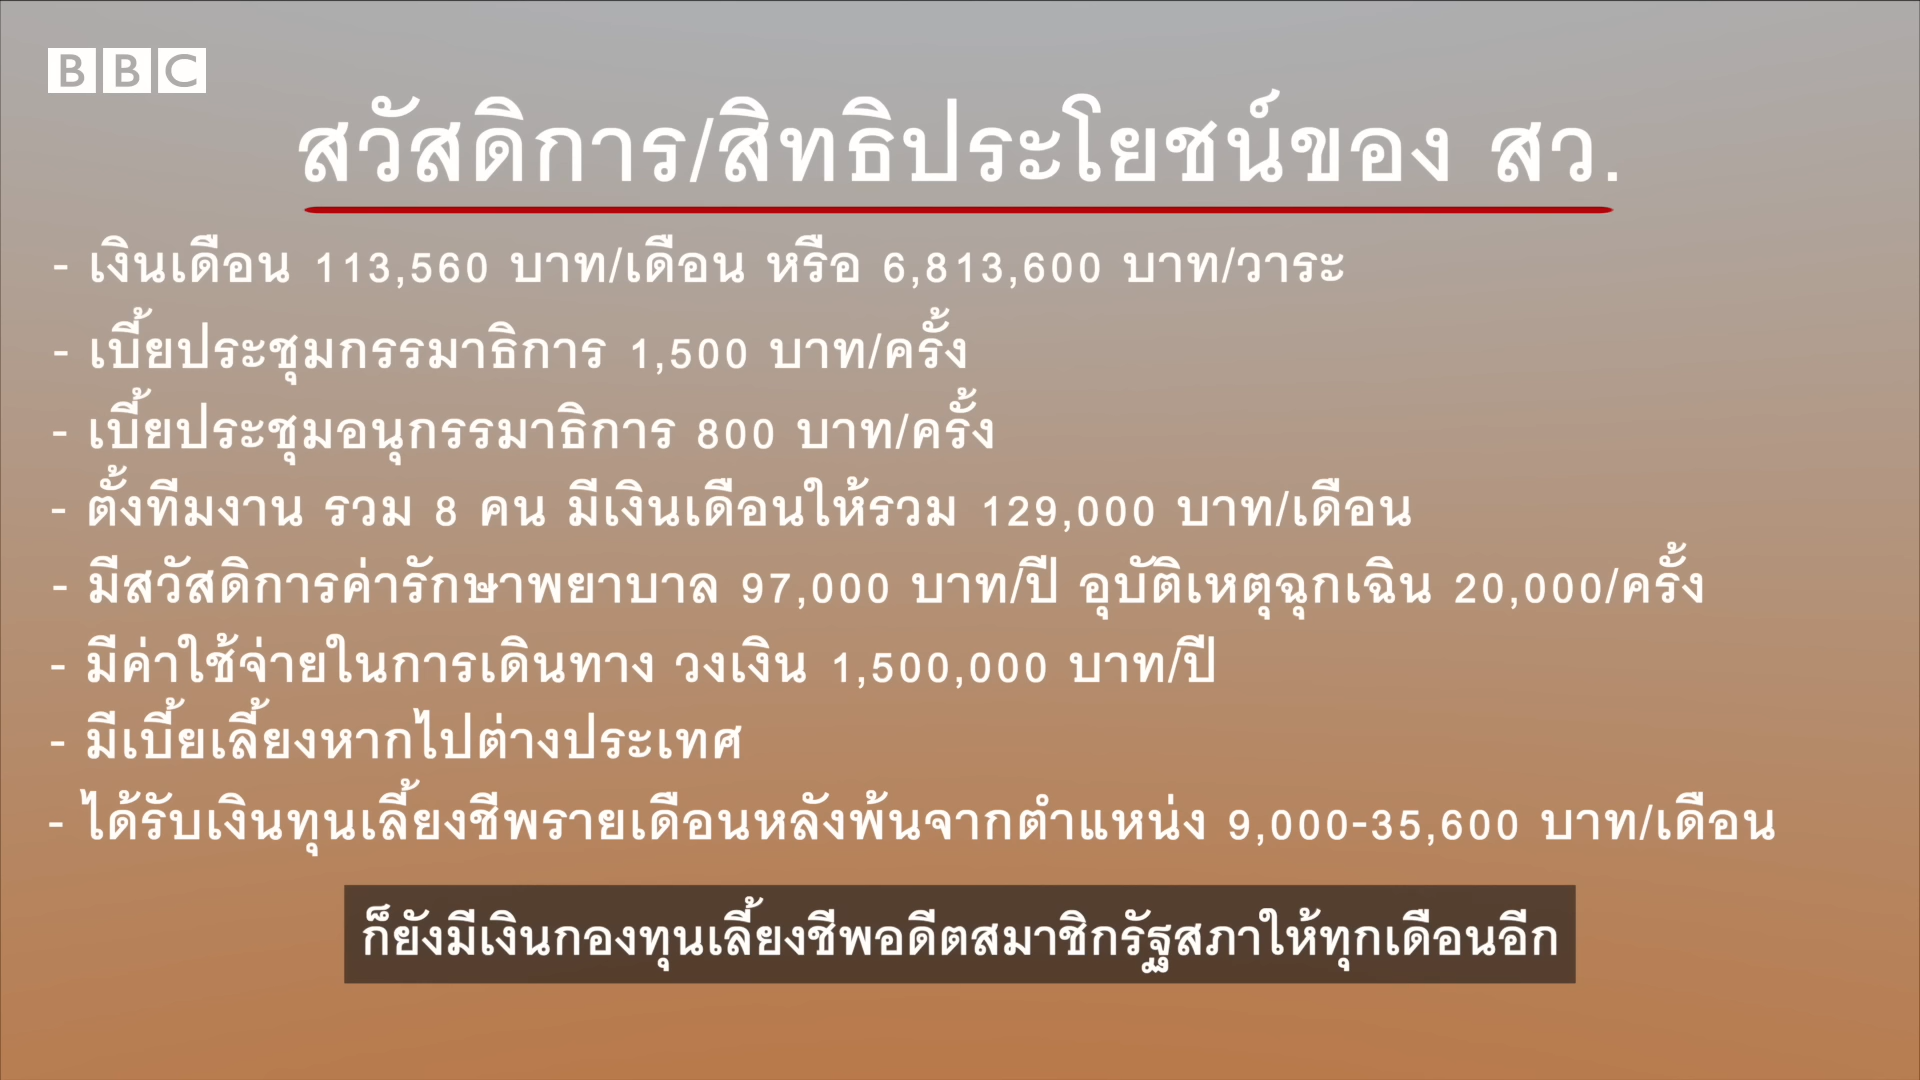 BBC
สวัสดิการ/สิทธิประโยชน์ของ สว.
- เงินเดือน 113,560 บาท/เดือน หรือ 6,813,600 บาท/วาระ
- เบี้ยประชุมกรรมาธิการ 1,500 บาท/ครั้ง
- เบี้ยประชุมอนุกรรมาธิการ 800 บาท/ครั้ง
- ตั้งทีมงาน รวม 8 คน มีเงินเดือนให้รวม 129,000 บาท/เดือน
- มีสวัสดิการค่ารักษาพยาบาล 97,000 บาท/ปี อุบัติเหตุฉุกเฉิน 20,000/ครั้ง
- มีค่าใช้จ่ายในการเดินทาง วงเงิน 1,500,000 บาท/ปี
- มีเบี้ยเลี้ยงหากไปต่างประเทศ
- ได้รับเงินทุนเลี้ยงชีพรายเดือนหลังพ้นจากตำแหน่ง 9,000-35,600 บาท/เดือน
ก็ยังมีเงินกองทุนเลี้ยงชีพอดีตสมาชิกรัฐสภาให้ทุกเดือนอีก